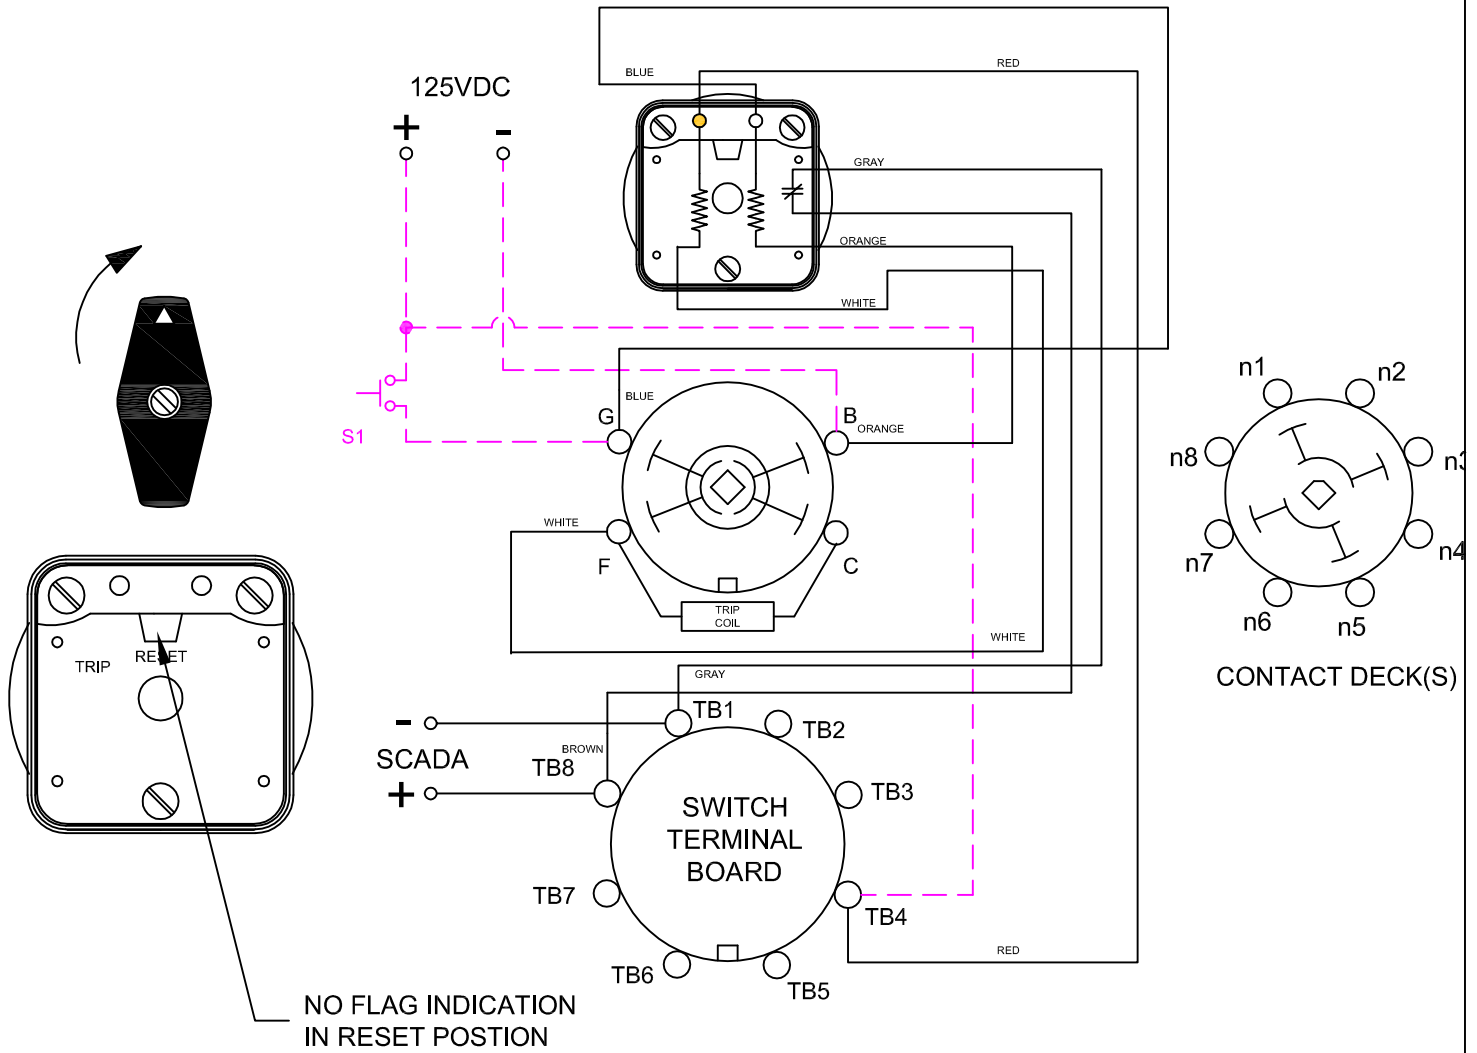 BLUE
RED
125VDC
+
-
GRAY
ORANGE
WHITE
n1
n2
BLUE
G
B
ORANGE
S1
n8
n3
WHITE
F
C
n7
n4
TRIP
COIL
n6
n5
WHITE
TRIP
RESET
GRAY
CONTACT DECK(S)
-
TB1
TB2
SCADA
BROWN
TB8
+
TB3
SWITCH
TERMINAL
BOARD
TB7
TB4
RED
TB6
TB5
NO FLAG INDICATION
IN RESET POSTION